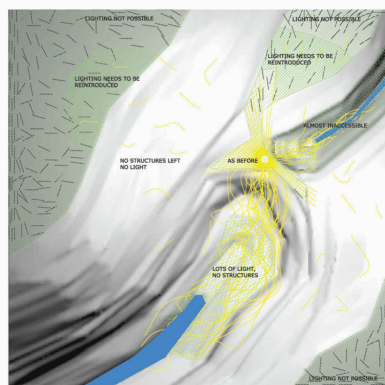 LIGHTING NOT POSSIBLE
LIGHTING NOT POSSIBLE
LIGHTING NEEDS TO BE
REINTRODUCED
LIGHTING NEEDS TO BE
REINTRODUCED
ALMOST INACCESSIBLE
NO STRUCTURES LEFT
NO LIGHT
AS BEFORE
LOTS OF LIGHT,
NO STRUCTURES
LIGHTING NOT POSSIBLE